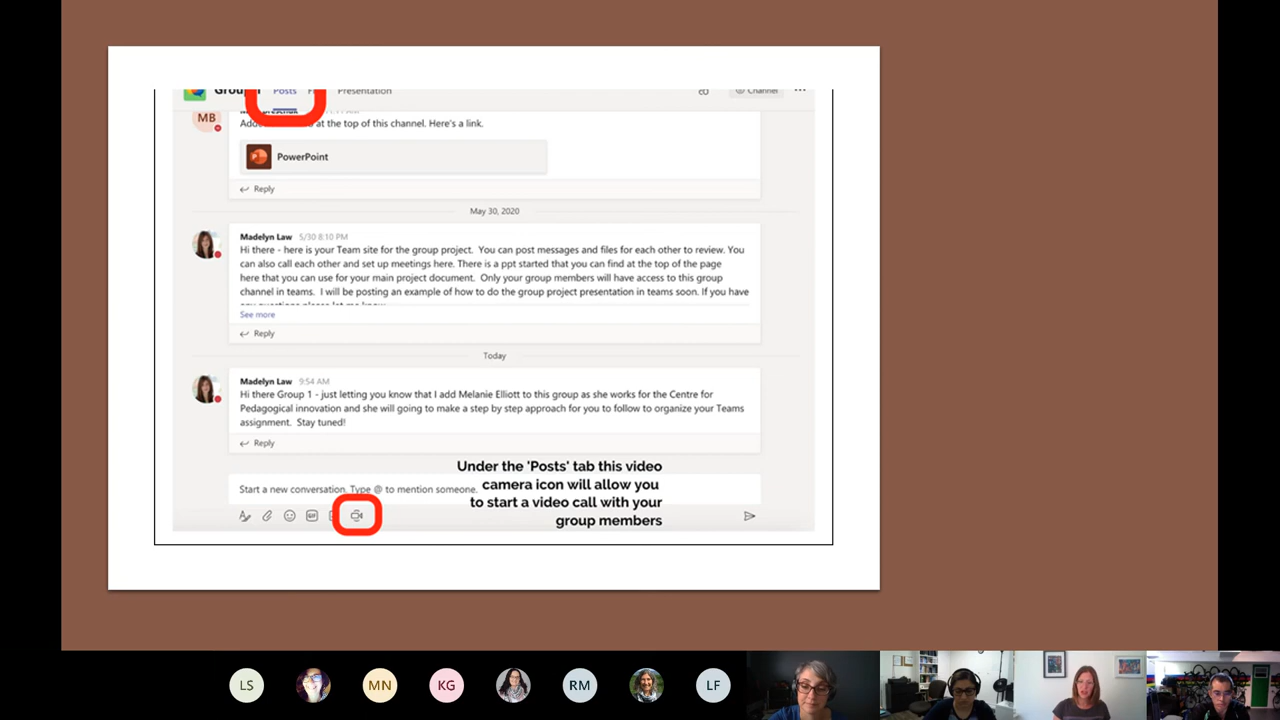 Posts
Presentation
Channel
MB
at the top of this channel. Here's a link.
PowerPoint
Reply
May 30, 2020
Madelyn Law 5/30 8:10 PM
Hi there - here is your Team site for the group project. You can post messages and files for each other to review. You
can also call each other and set up meetings here. There is a ppt started that you can find at the top of the page
here that you can use for your main project document. Only your group members will have access to this group
channel in teams. I will be posting an example of how to do the group project presentation in teams soon. If you have
See more
Reply
Today
Madelyn Law 9:54 AM
Hi there Group 1 - just letting you know that I add Melanie Elliott to this group as she works for the Centre for
Pedagogical innovation and she will going to make a step by step approach for you to follow to organize your Teams
assignment. Stay tuned!
Reply
Under the 'Posts' tab this video
camera icon will allow you
to start a video call with your
group members
Start a new conversation. Type @ to mention someone.
GIF
LS
MN
KG
RM
LF